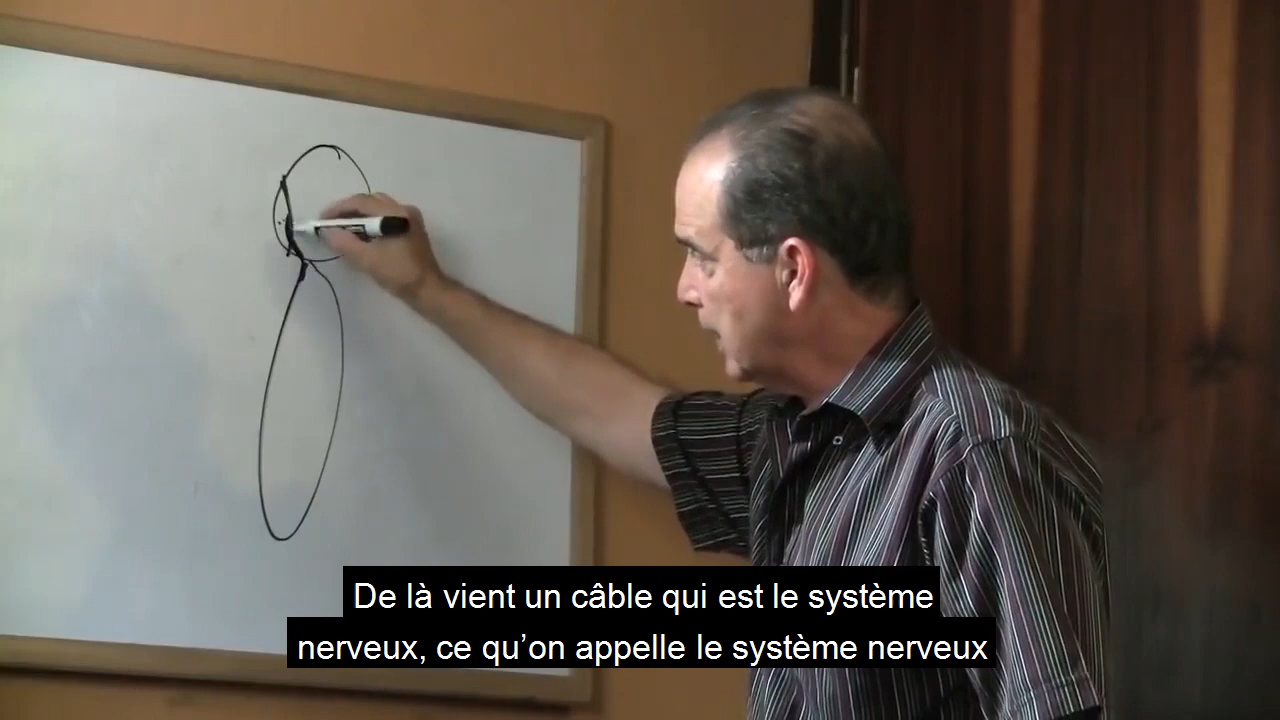 De là vient un câble qui est le système
nerveux, ce qu’on appelle le système nerveux